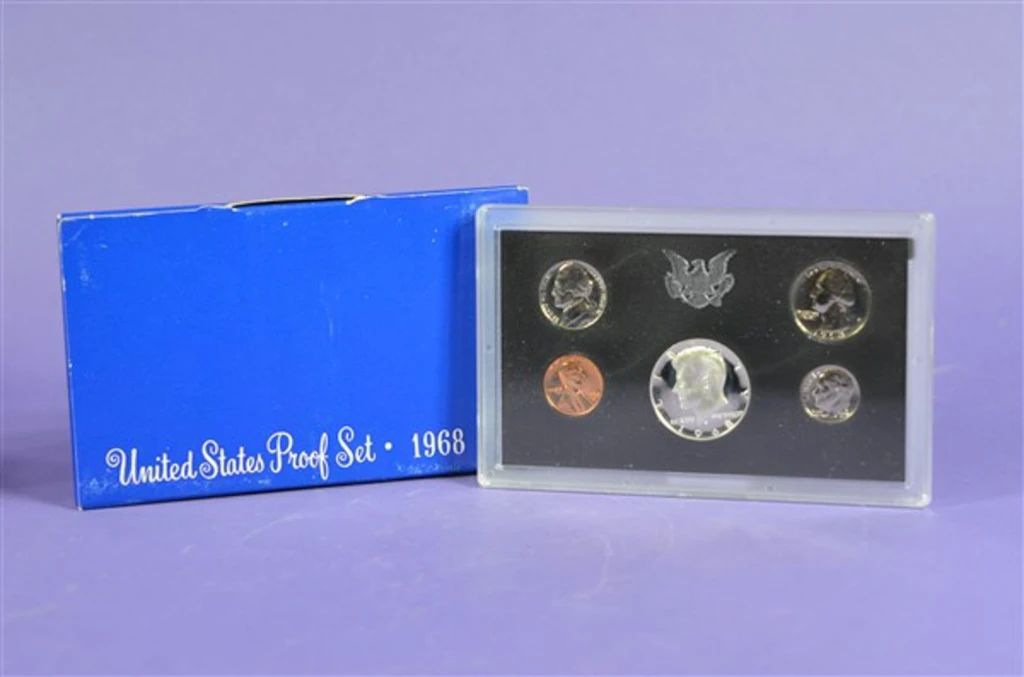 United States Proof Set • 1968